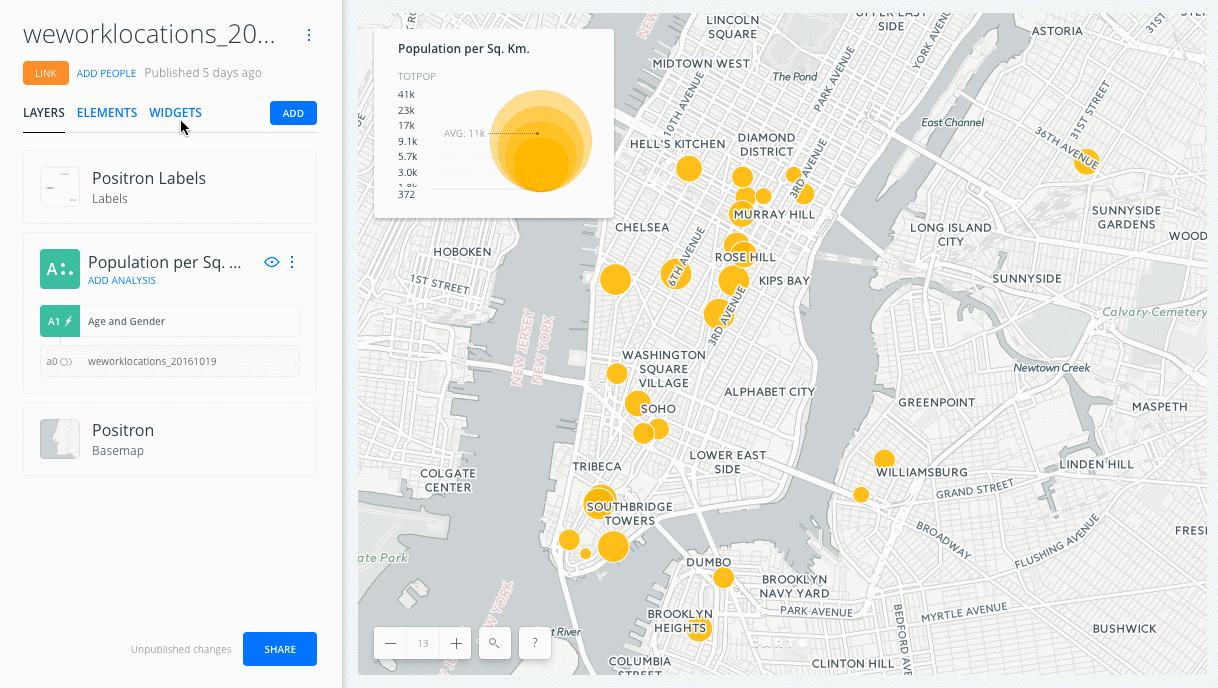 weworklocations_20...
LINK
ADD PEOPLE
Published 5 days ago
LAYERS
ELEMENTS
WIDGETS
ADD
Positron Labels
Labels
A
Population per Sq. ...
ADD ANALYSIS
A1
Age and Gender
a0
weworklocations_20161019
Positron
Basemap
Unpublished changes
SHARE
Population per Sq. Km.
TOTPOP
41k
23k
17k
9.1k
5.7k
3.0k
1.8k
372
AVG: 11k
LINCOLN
SQUARE
UPPER EAST
SIDE
ASTORIA
31ST
MIDTOWN WEST
The Pond
YORK AVENUE
PARK AVENUE
10TH AVENUE
31ST STREET
East Channel
36TH AVENUE
HELL'S KITCHEN
DIAMOND
DISTRICT
3RD AVENUE
MURRAY HILL
SUNNYSIDE
GARDENS
CHELSEA
LONG ISLAND
CITY
WOOD
HOBOKEN
6TH AVENUE
ROSE HILL
KIPS BAY
SUNNYSIDE
1ST STREET
NEW JERSEY
NEW YORK
3RD AVENUE
Calvary Cemetery
WASHINGTON
SQUARE
VILLAGE
Newtown Creek
ALPHABET CITY
GREENPOINT
MASPETH
SOHO
LOWER EAST
SIDE
TRIBECA
LINDEN HILL
COLGATE
CENTER
WILLIAMSBURG
GRAND STREET
SOUTHBRIDGE
TOWERS
BROADWAY
FLUSHING AVENUE
FRESH
ate Park
DUMBO
BROOKLYN
NAVY YARD
PARK AVENUE
MYRTLE AVENUE
BROOKLYN
HEIGHTS
BEDFORD AV
BUSHWICK
NEW YORK
13
?
st River
COLUMBIA
STREET
CLINTON HILL